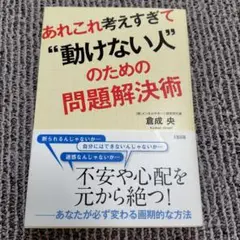 あれこれ考えすぎて
“動けない人”
のための
問題解決術
倉成 央
断られるんじゃないか…
自分にはできないんじゃないか…
迷惑なんじゃないか…
不安や心配を
元から絶つ!
――あなたが必ず変わる画期的な方法